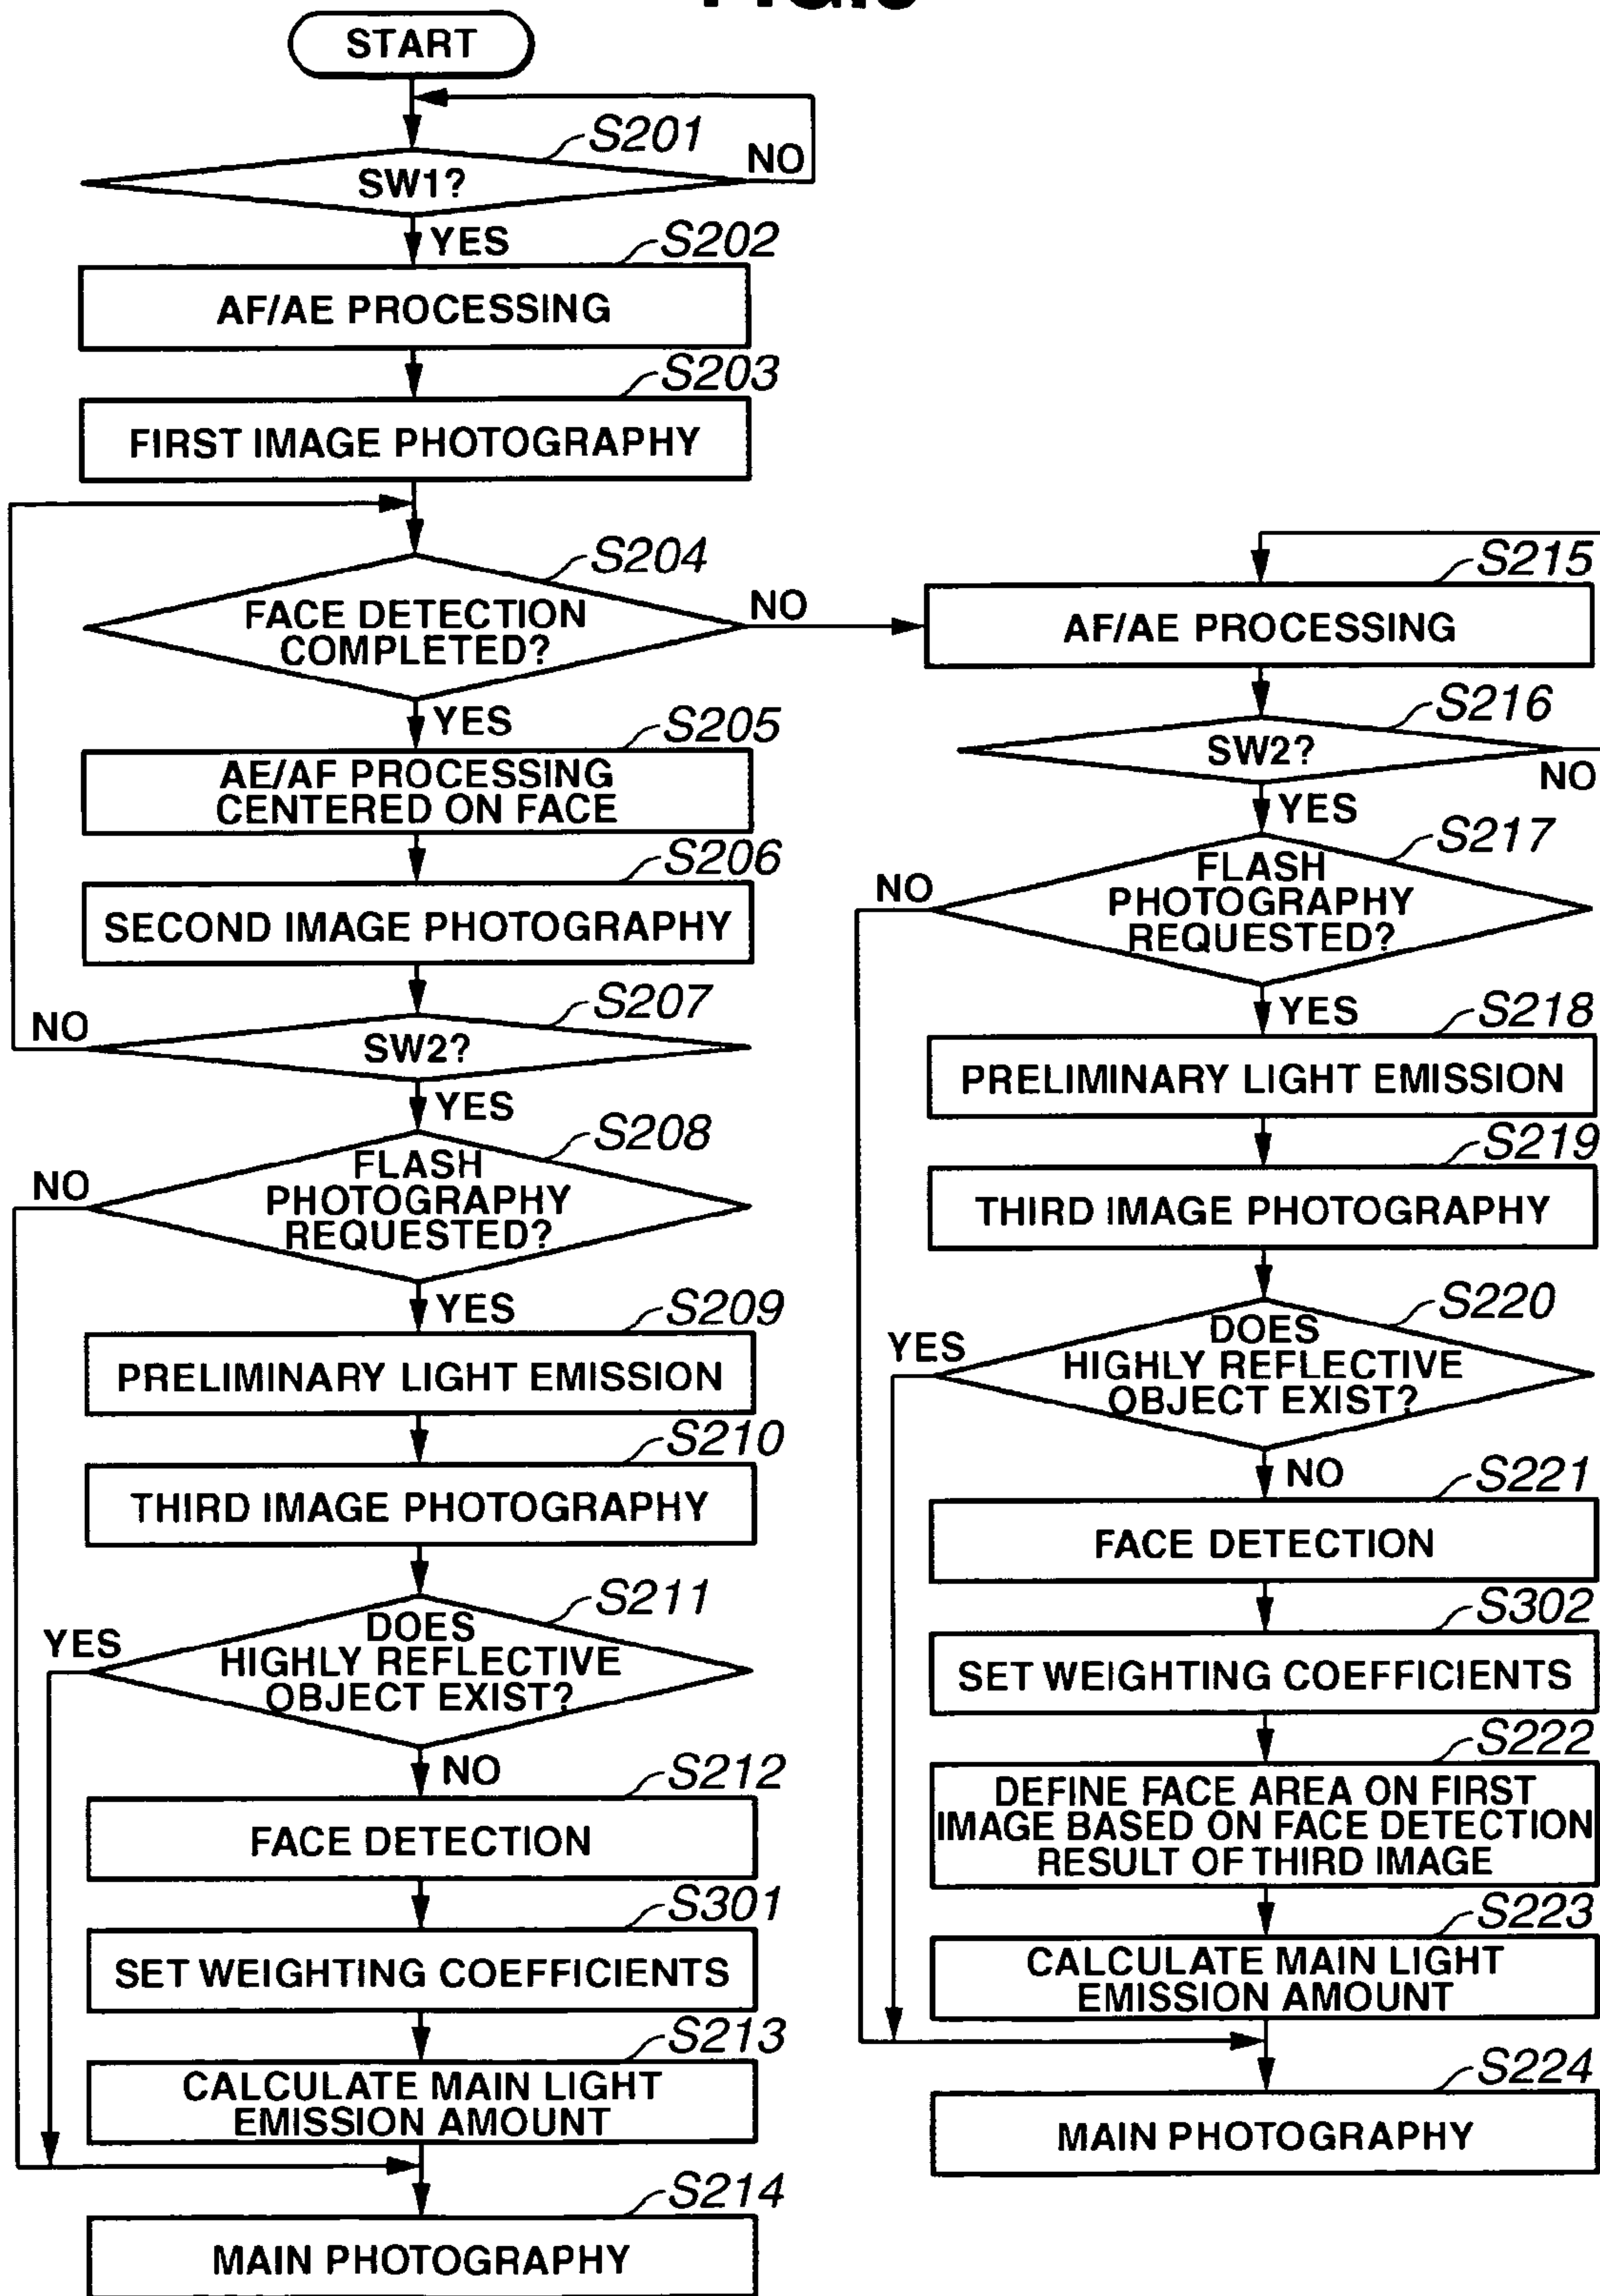 START
S201
SW1?
NO
YES
S202
AF/AE PROCESSING
S203
FIRST IMAGE PHOTOGRAPHY
S204
FACE DETECTION
COMPLETED?
NO
YES
S205
AE/AF PROCESSING
CENTERED ON FACE
S206
SECOND IMAGE PHOTOGRAPHY
S207
NO
SW2?
YES
S208
NO
FLASH
PHOTOGRAPHY
REQUESTED?
YES
S209
PRELIMINARY LIGHT EMISSION
S210
THIRD IMAGE PHOTOGRAPHY
S211
YES
DOES
HIGHLY REFLECTIVE
OBJECT EXIST?
NO
S212
FACE DETECTION
S301
SET WEIGHTING COEFFICIENTS
S213
CALCULATE MAIN LIGHT
EMISSION AMOUNT
S214
MAIN PHOTOGRAPHY
S215
AF/AE PROCESSING
S216
SW2?
NO
YES
S217
NO
FLASH
PHOTOGRAPHY
REQUESTED?
YES
S218
PRELIMINARY LIGHT EMISSION
S219
THIRD IMAGE PHOTOGRAPHY
S220
YES
DOES
HIGHLY REFLECTIVE
OBJECT EXIST?
NO
S221
FACE DETECTION
S302
SET WEIGHTING COEFFICIENTS
S222
DEFINE FACE AREA ON FIRST
IMAGE BASED ON FACE DETECTION
RESULT OF THIRD IMAGE
S223
CALCULATE MAIN LIGHT
EMISSION AMOUNT
S224
MAIN PHOTOGRAPHY